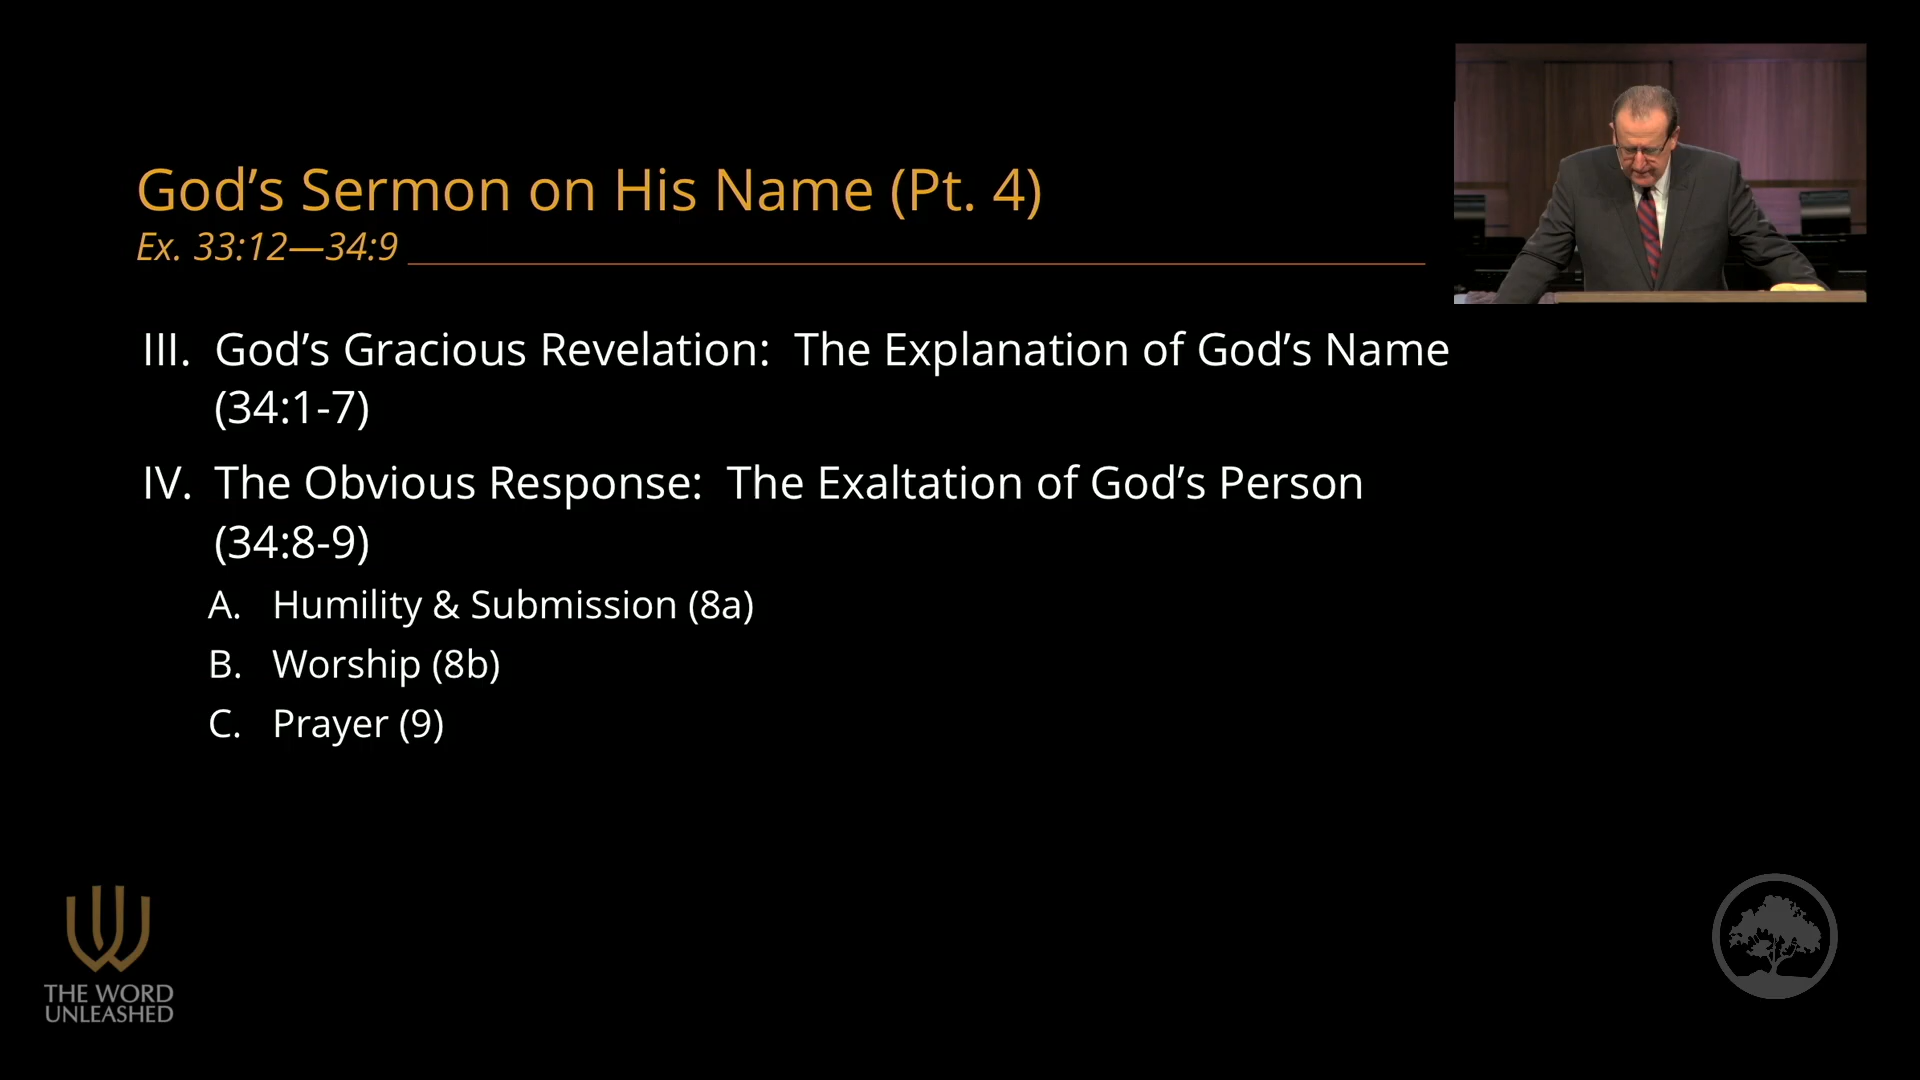 God’s Sermon on His Name (Pt. 4)
Ex. 33:12—34:9
III. God’s Gracious Revelation: The Explanation of God’s Name
(34:1-7)
IV. The Obvious Response: The Exaltation of God’s Person
(34:8-9)
A. Humility & Submission (8a)
B. Worship (8b)
C. Prayer (9)
THE WORD
UNLEASHED